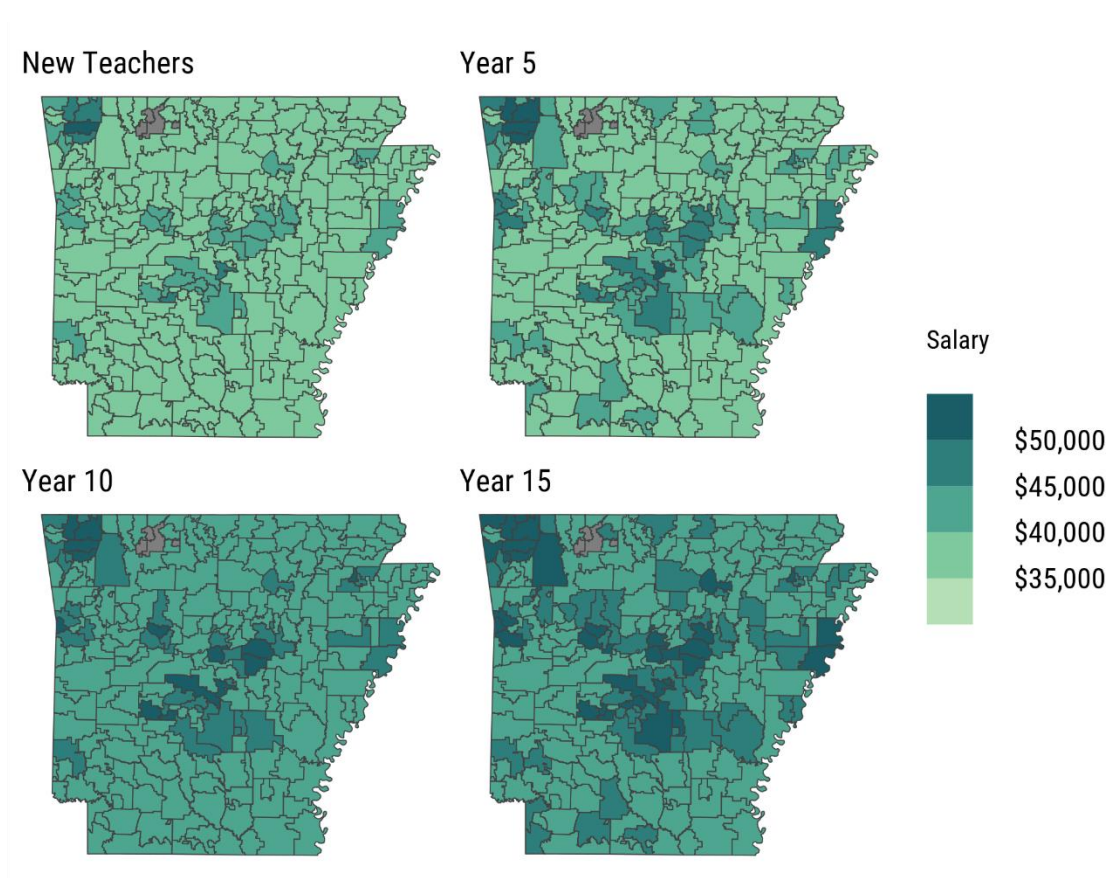 New Teachers
Year 5
Salary
$50,000
$45,000
$40,000
$35,000
Year 10
Year 15